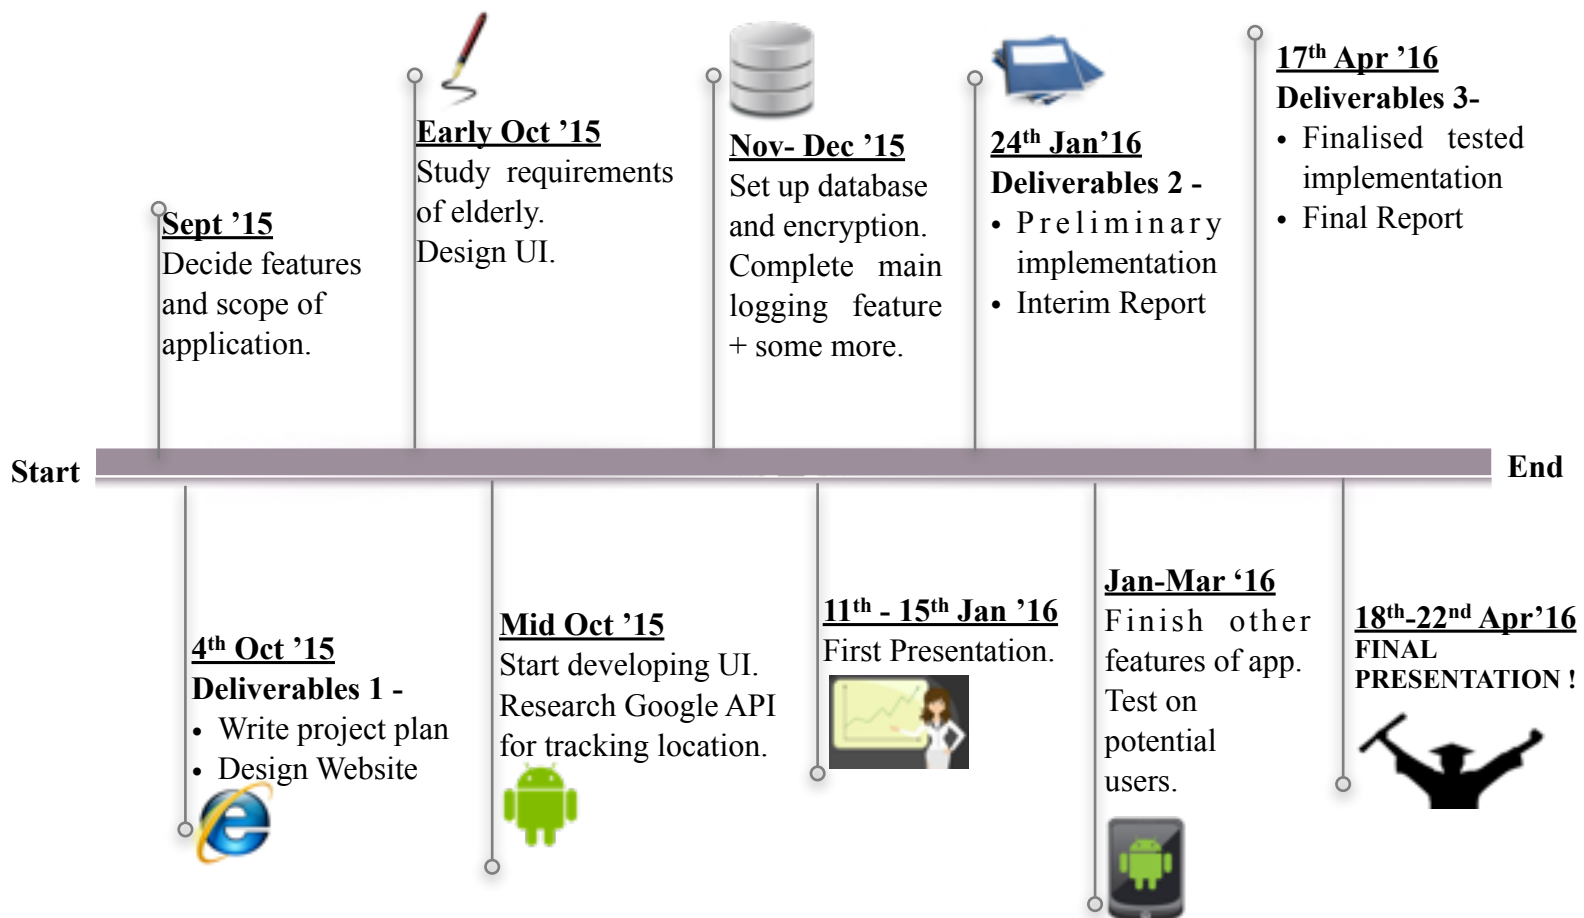 Start
Sept ’15
Decide features
and scope of
application.
4th Oct ’15
Deliverables 1 -
• Write project plan
• Design Website
Early Oct ’15
Study requirements
of elderly.
Design UI.
Mid Oct ’15
Start developing UI.
Research Google API
for tracking location.
Nov- Dec ’15
Set up database
and encryption.
Complete main
logging feature
+ some more.
11th - 15th Jan ’16
First Presentation.
24th Jan’16
Deliverables 2 -
• Preliminary
implementation
• Interim Report
Jan-Mar ‘16
Finish other
features of app.
Test on
potential
users.
17th Apr ’16
Deliverables 3-
• Finalised tested
implementation
• Final Report
18th-22nd Apr’16
FINAL
PRESENTATION !
End